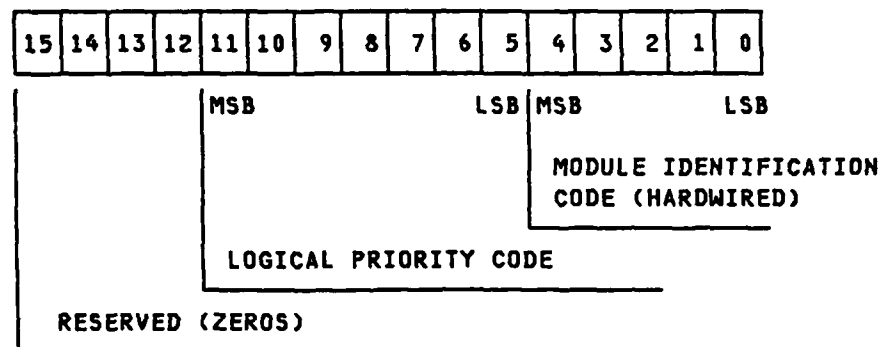 15 14 13 12 11 10 9 8 7 6 5 4 3 2 1 0
MSB LSB MSB LSB
MODULE IDENTIFICATION
CODE (HARDWIRED)
LOGICAL PRIORITY CODE
RESERVED (ZEROS)